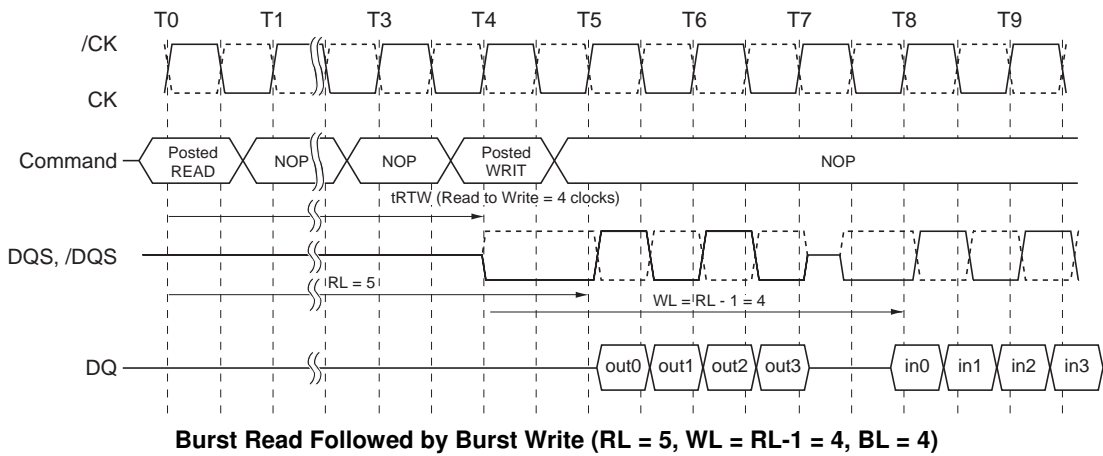 T0 T1 T3 T4 T5 T6 T7 T8 T9
/CK
CK
Command
Posted READ
NOP
NOP
Posted WRIT
NOP
tRTW (Read to Write = 4 clocks)
DQS, /DQS
RL = 5
WL = RL - 1 = 4
DQ
out0 out1 out2 out3 in0 in1 in2 in3
Burst Read Followed by Burst Write (RL = 5, WL = RL-1 = 4, BL = 4)